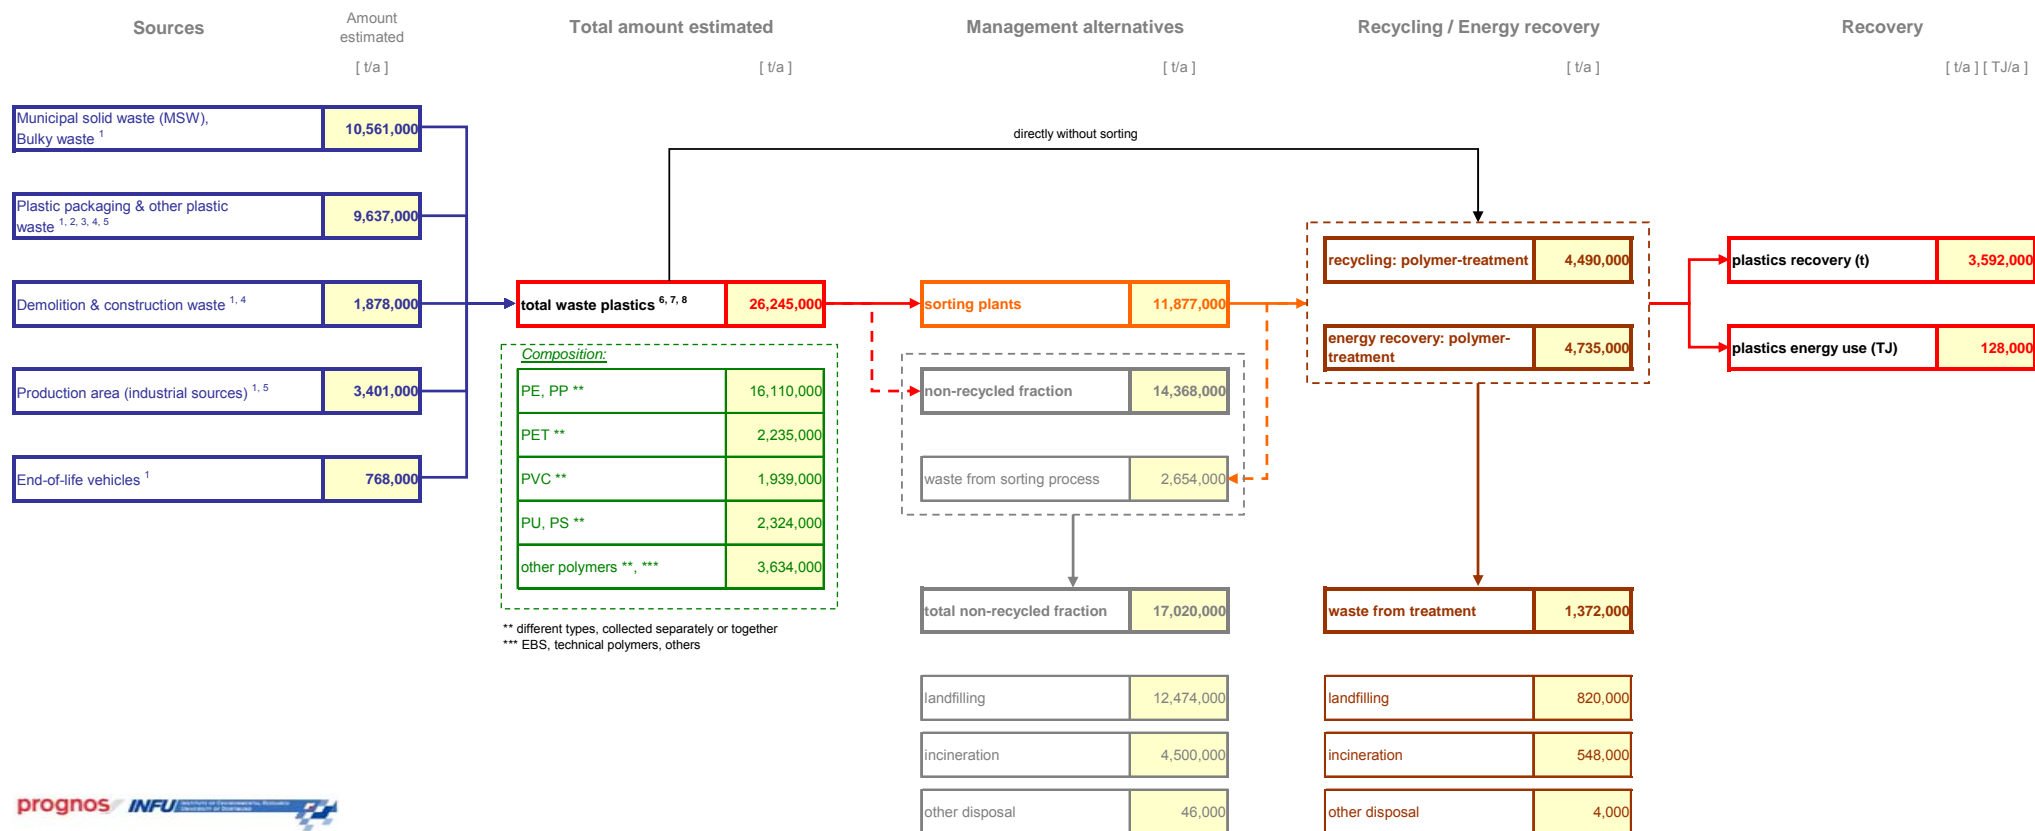 Sources
Amount
estimated
Total amount estimated
Management alternatives
Recycling / Energy recovery
Recovery
[ t/a ]
[ t/a ]
[ t/a ]
[ t/a ]
[ t/a ] [ TJ/a ]
Municipal solid waste (MSW),
Bulky waste 1
10,561,000
directly without sorting
Plastic packaging & other plastic
waste 1, 2, 3, 4, 5
9,637,000
recycling: polymer-treatment
4,490,000
plastics recovery (t)
3,592,000
Demolition & construction waste 1, 4
1,878,000
total waste plastics 6, 7, 8
26,245,000
sorting plants
11,877,000
energy recovery: polymer-
treatment
4,735,000
plastics energy use (TJ)
128,000
Composition:
Production area (industrial sources) 1, 5
3,401,000
PE, PP **
16,110,000
non-recycled fraction
14,368,000
PET **
2,235,000
End-of-life vehicles 1
768,000
PVC **
1,939,000
waste from sorting process
2,654,000
PU, PS **
2,324,000
other polymers **, ***
3,634,000
total non-recycled fraction
17,020,000
waste from treatment
1,372,000
** different types, collected separately or together
*** EBS, technical polymers, others
landfilling
12,474,000
landfilling
820,000
incineration
4,500,000
incineration
548,000
other disposal
46,000
other disposal
4,000
prognos
INFU
INSTITUTE OF ENVIRONMENTAL RESEARCH
UNIVERSITY OF DORTMUND